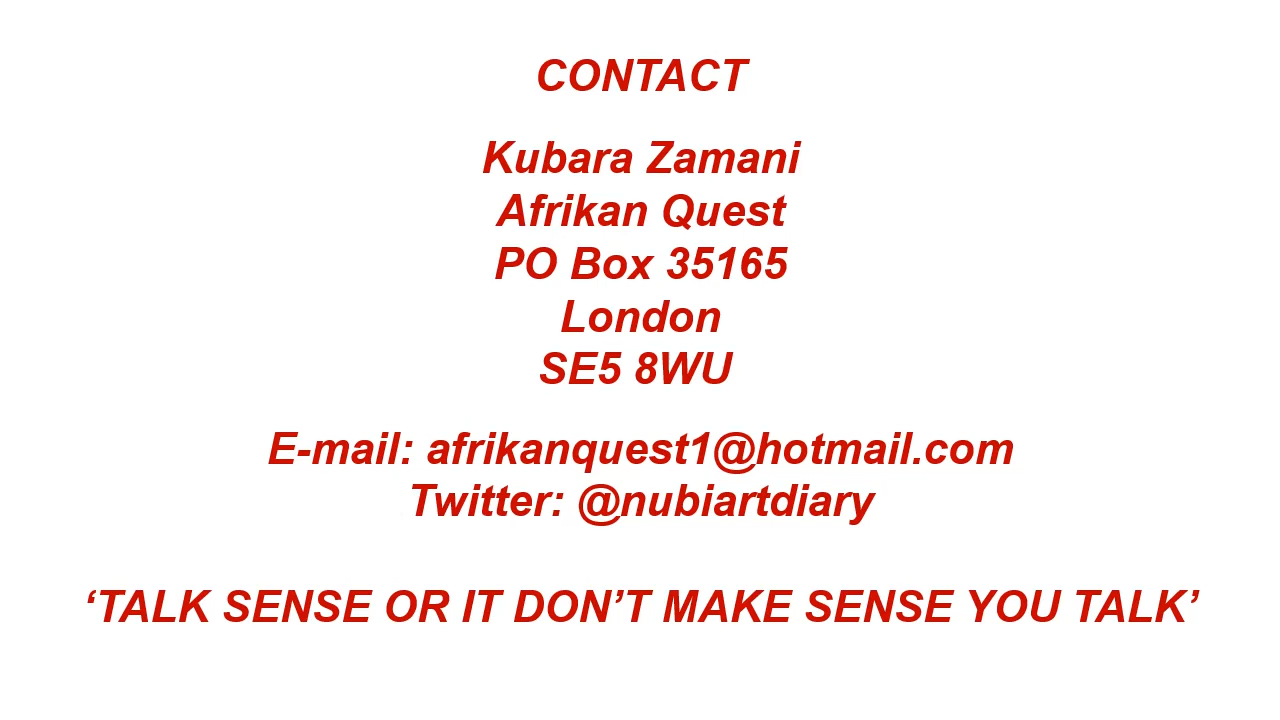 CONTACT
Kubara Zamani
Afrikan Quest
PO Box 35165
London
SE5 8WU
E-mail: afrikanquest1@hotmail.com
Twitter: @nubiartdiary
‘TALK SENSE OR IT DON’T MAKE SENSE YOU TALK’